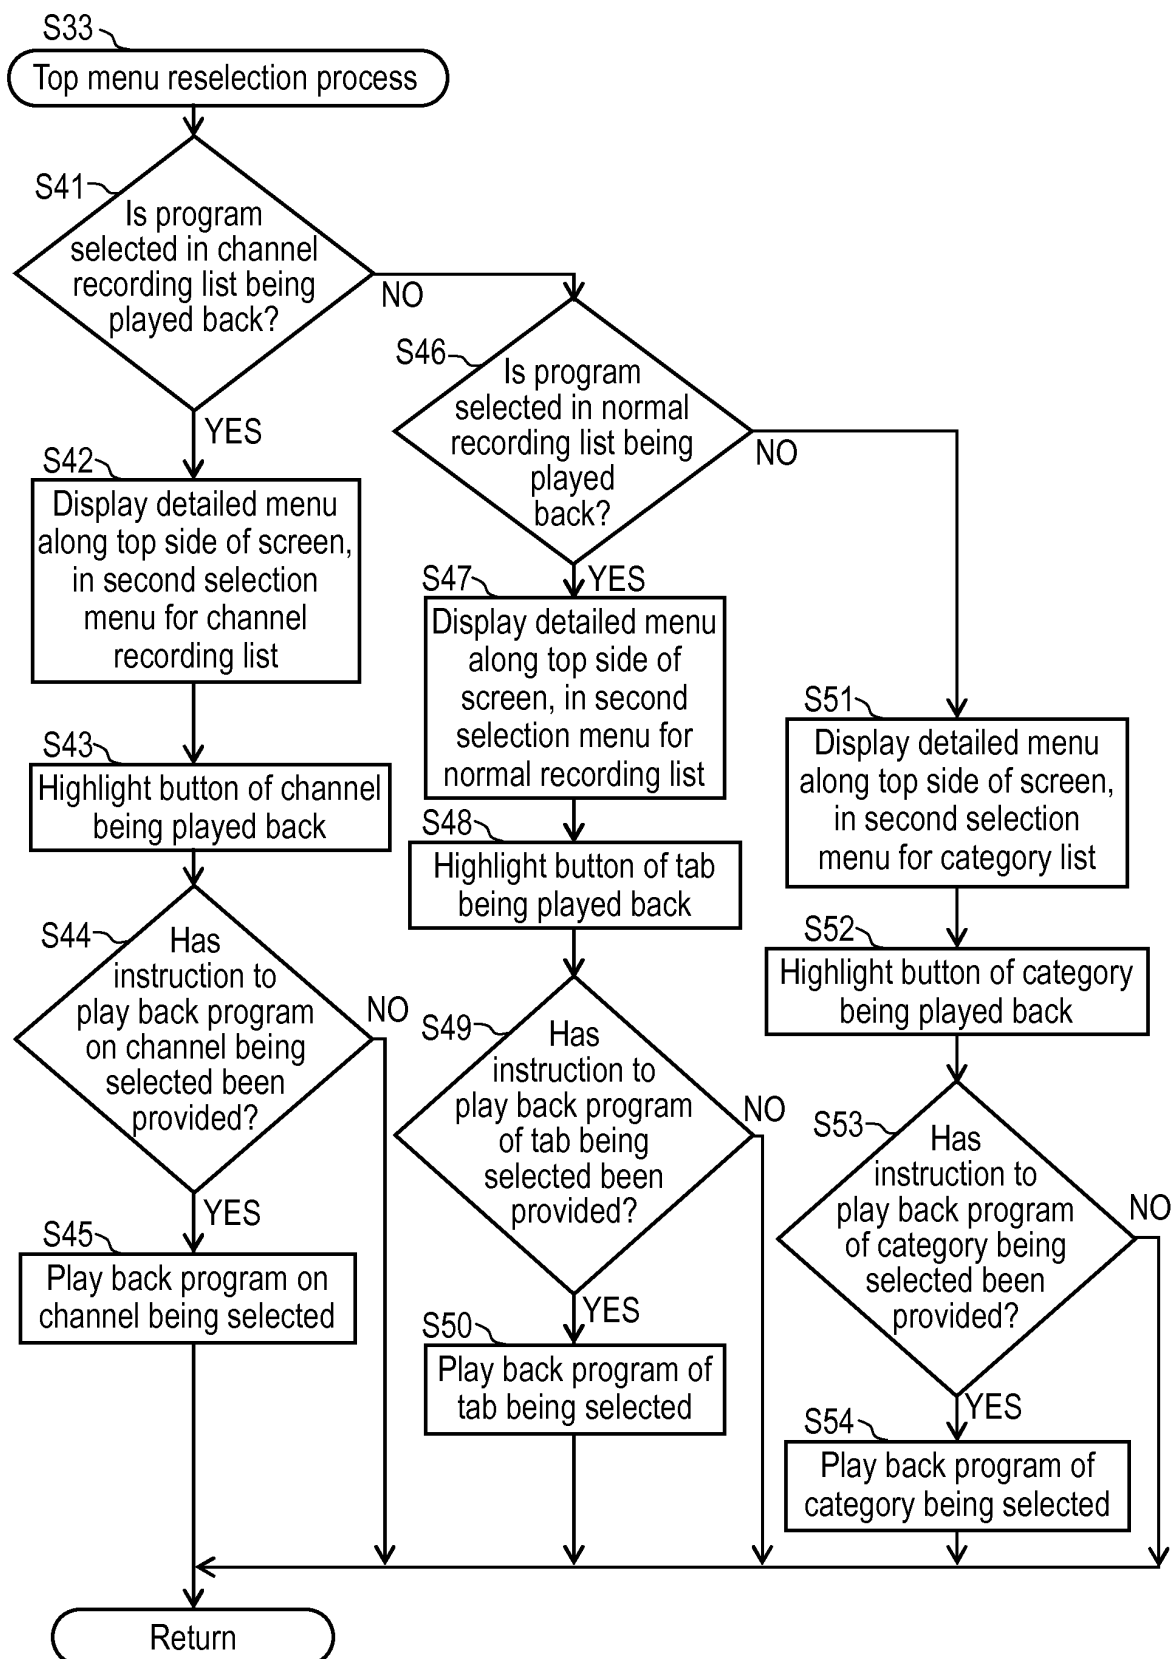 S33
Top menu reselection process
S41
Is program
selected in channel
recording list being
played back?
NO
YES
S42
Display detailed menu
along top side of screen,
in second selection
menu for channel
recording list
S43
Highlight button of channel
being played back
S44
Has
instruction to
play back program
on channel being
selected been
provided?
NO
YES
S45
Play back program on
channel being selected
S46
Is program
selected in normal
recording list being
played
back?
NO
YES
S47
Display detailed menu
along top side of
screen, in second
selection menu for
normal recording list
S48
Highlight button of tab
being played back
S49
Has
instruction to
play back program
of tab being
selected been
provided?
NO
YES
S50
Play back program of
tab being selected
S51
Display detailed menu
along top side of screen,
in second selection
menu for category list
S52
Highlight button of category
being played back
S53
Has
instruction to
play back program
of category being
selected been
provided?
NO
YES
S54
Play back program of
category being selected
Return